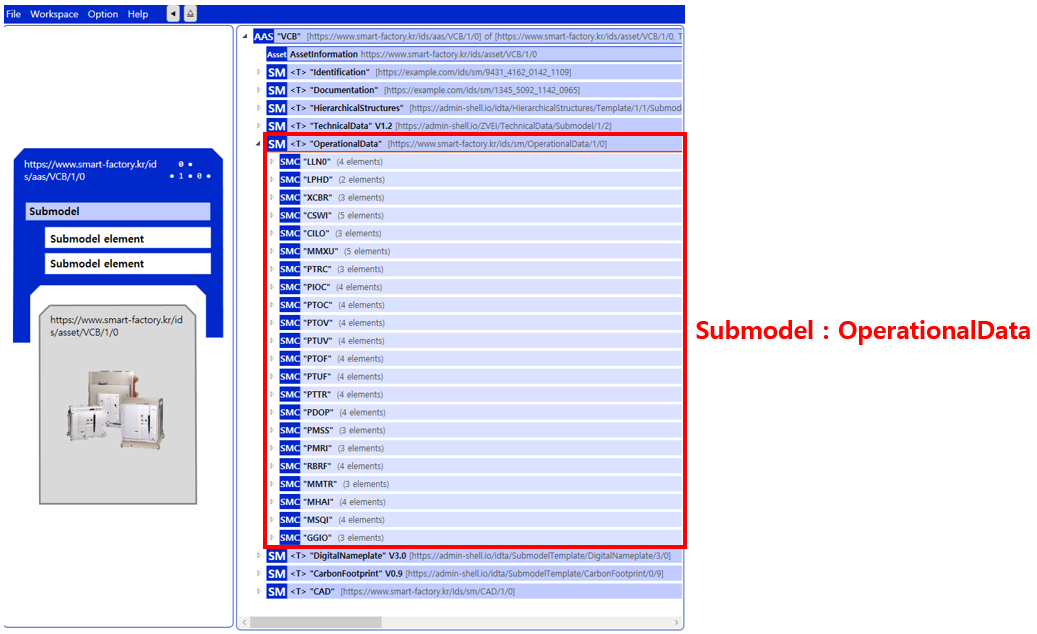 File Workspace Option Help
https://www.smart-factory.kr/id
s/aas/VCB/1/0
0
1 0
Submodel
Submodel element
Submodel element
https://www.smart-factory.kr/id
s/asset/VCB/1/0
AAS "VCB" [https://www.smart-factory.kr/ids/aas/VCB/1/0] of [https://www.smart-factory.kr/ids/asset/VCB/1/0, T
Asset AssetInformation https://www.smart-factory.kr/ids/asset/VCB/1/0
SM <T> "Identification" [https://example.com/ids/sm/9431_4162_0142_1109]
SM <T> "Documentation" [https://example.com/ids/sm/1345_5092_1142_0965]
SM <T> "HierarchicalStructures" [https://admin-shell.io/idta/HierarchicalStructures/Template/1/1/Submod
SM <T> "TechnicalData" V1.2 [https://admin-shell.io/ZVEI/TechnicalData/Submodel/1/2]
SM <T> "OperationalData" [https://www.smart-factory.kr/ids/sm/OperationalData/1/0]
SMC "LLN0" (4 elements)
SMC "LPHD" (2 elements)
SMC "XCBR" (3 elements)
SMC "CSWI" (5 elements)
SMC "CILO" (3 elements)
SMC "MMXU" (5 elements)
SMC "PTRC" (3 elements)
SMC "PIOC" (4 elements)
SMC "PTOC" (4 elements)
SMC "PTOV" (4 elements)
SMC "PTUV" (4 elements)
SMC "PTOF" (4 elements)
SMC "PTUF" (4 elements)
SMC "PTTR" (4 elements)
SMC "PDOP" (4 elements)
SMC "PMSS" (3 elements)
SMC "PMRI" (3 elements)
SMC "RBRF" (4 elements)
SMC "MMTR" (3 elements)
SMC "MHAI" (4 elements)
SMC "MSQI" (4 elements)
SMC "GGIO" (3 elements)
SM <T> "DigitalNameplate" V3.0 [https://admin-shell.io/idta/SubmodelTemplate/DigitalNameplate/3/0]
SM <T> "CarbonFootprint" V0.9 [https://admin-shell.io/idta/SubmodelTemplate/CarbonFootprint/0/9]
SM <T> "CAD" [https://www.smart-factory.kr/ids/sm/CAD/1/0]
Submodel : OperationalData